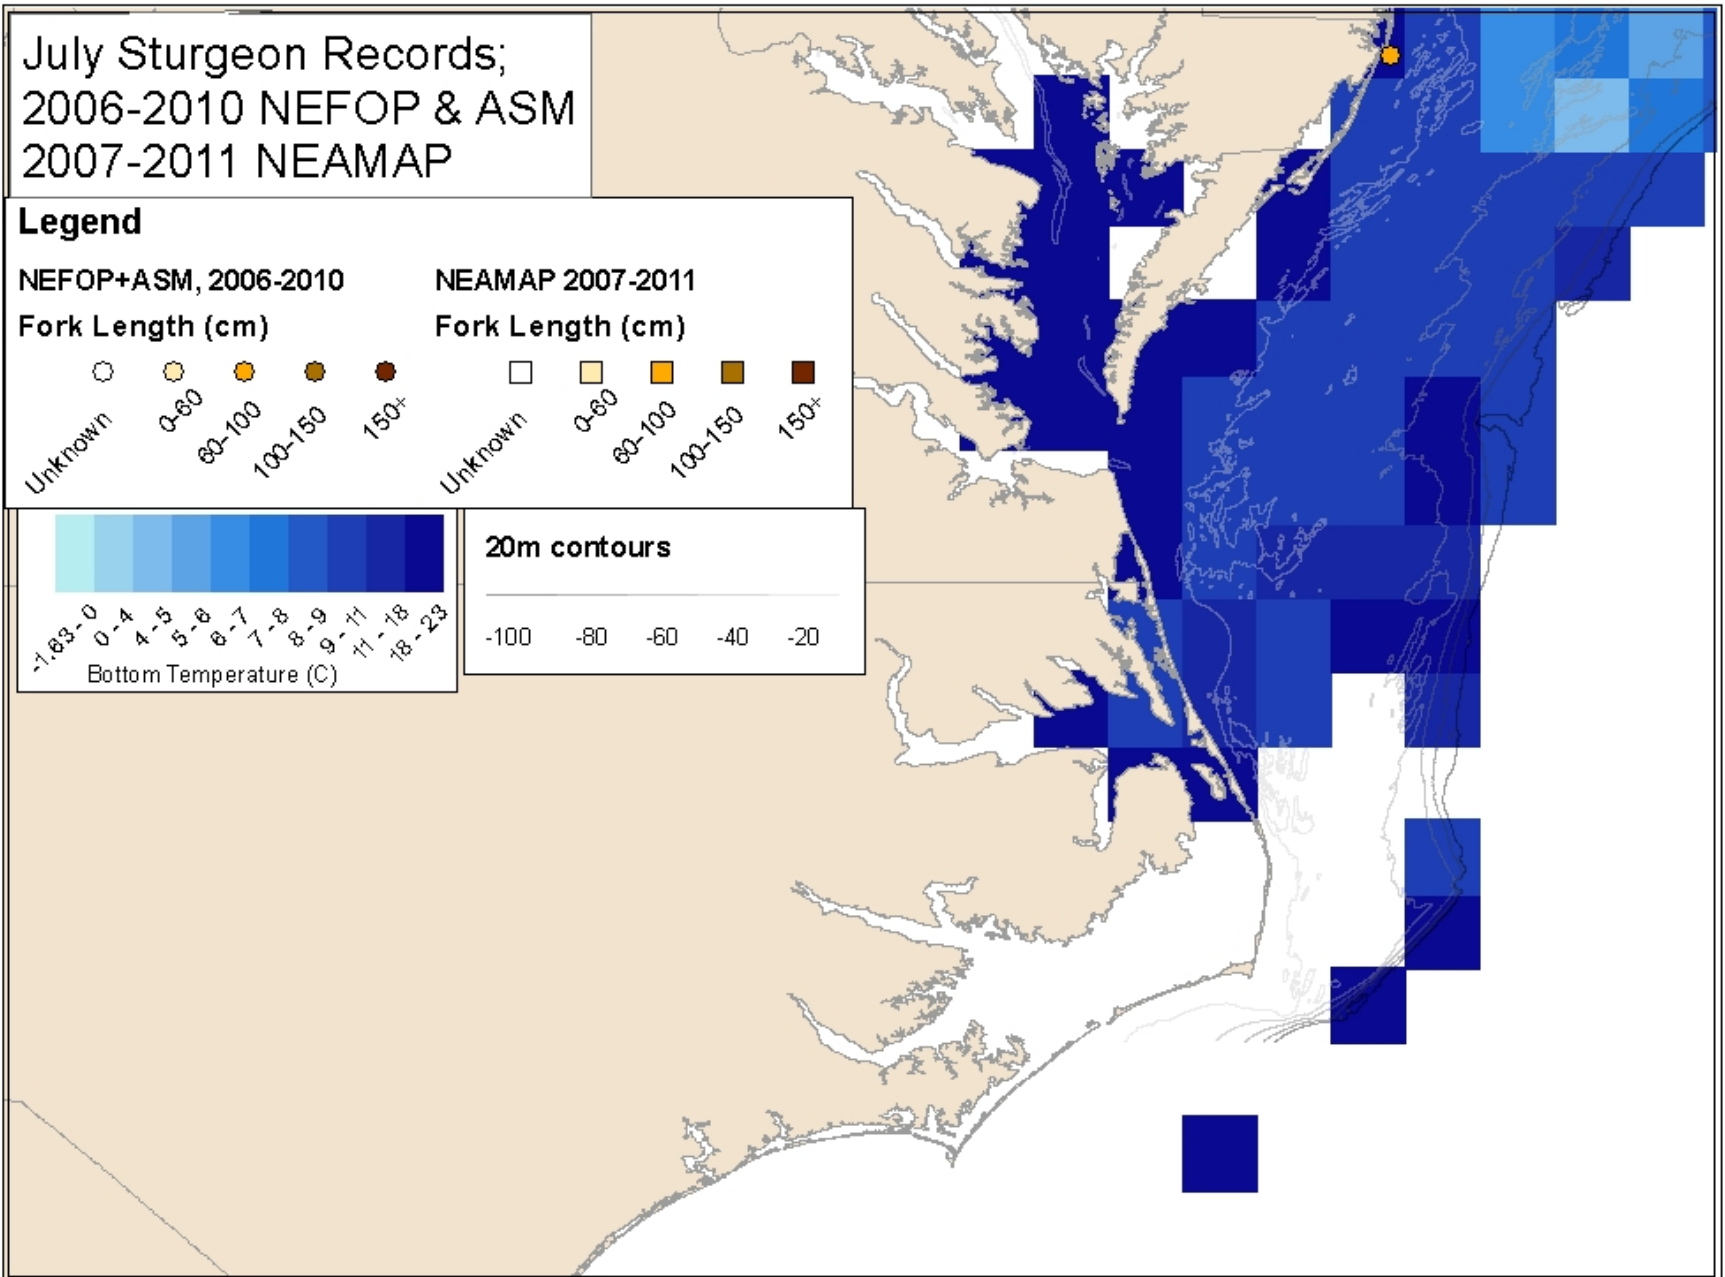 July Sturgeon Records;
2006-2010 NEFOP & ASM
2007-2011 NEAMAP
Legend
NEFOP+ASM, 2006-2010
Fork Length (cm)
Unknown
0-60
60-100
100-150
150+
NEAMAP 2007-2011
Fork Length (cm)
Unknown
0-60
60-100
100-150
150+
-1.63 - 0
0 - 4
4 - 5
5 - 6
6 - 7
7 - 8
8 - 9
9 - 11
11 - 18
18 - 23
Bottom Temperature (C)
20m contours
-100 -80 -60 -40 -20